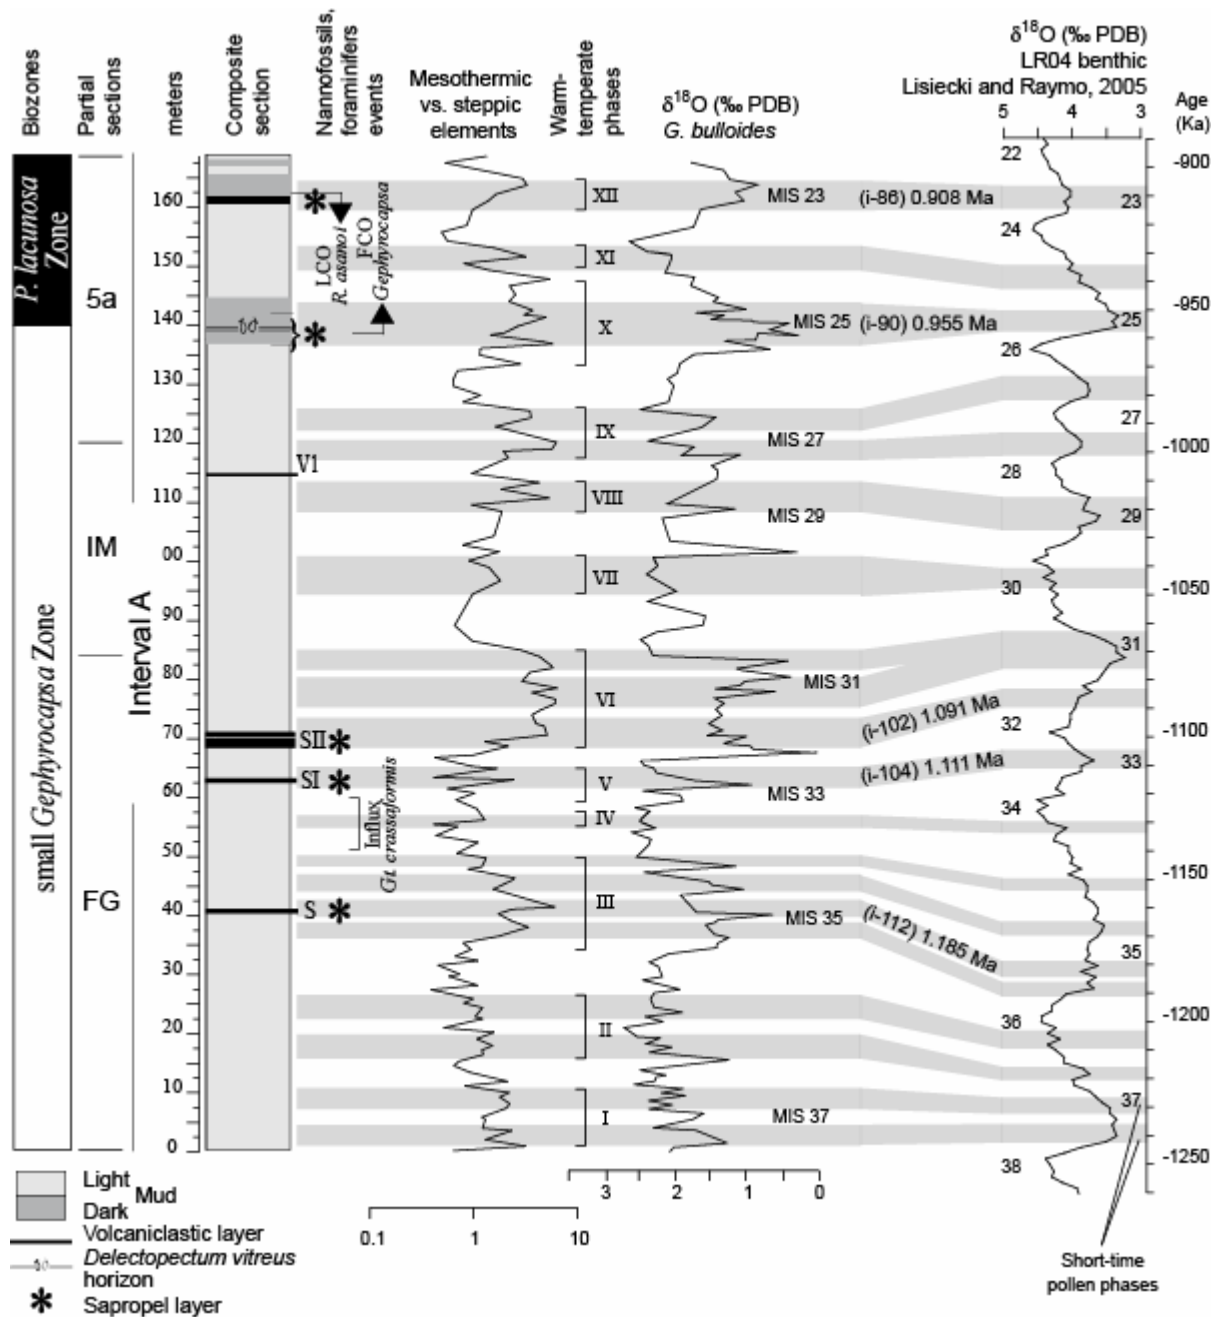 Biozones
Partial
sections
meters
Composite
section
Nannofossils,
foraminifers
events
Mesothermic
vs. steppic
elements
Warm-
temperate
phases
δ18O (‰ PDB)
G. bulloides
δ18O (‰ PDB)
LR04 benthic
Lisiecki and Raymo, 2005
5 4 3
Age
(Ka)
P. lacunosa
Zone
small Gephyrocapsa Zone
5a
IM
FG
Interval A
160
150
140
130
120
110
00
90
80
70
60
50
40
30
20
10
0
V1
SII
SI
S
LCO
R. asanoi
FCO
Gephyrocapsa
Influx
Gt. crassaformis
XII
XI
X
IX
VIII
VII
VI
V
IV
III
II
I
MIS 23
MIS 25
MIS 27
MIS 29
MIS 31
MIS 33
MIS 35
MIS 37
(i-86) 0.908 Ma
(i-90) 0.955 Ma
(i-102) 1.091 Ma
(i-104) 1.111 Ma
(i-112) 1.185 Ma
22
23
24
25
26
27
28
29
30
31
32
33
34
35
36
37
38
-900
-950
-1000
-1050
-1100
-1150
-1200
-1250
3 2 1 0
0.1 1 10
Short-time
pollen phases
Light
Mud
Dark
Volcaniclastic layer
Delectopectum vitreus
horizon
Sapropel layer